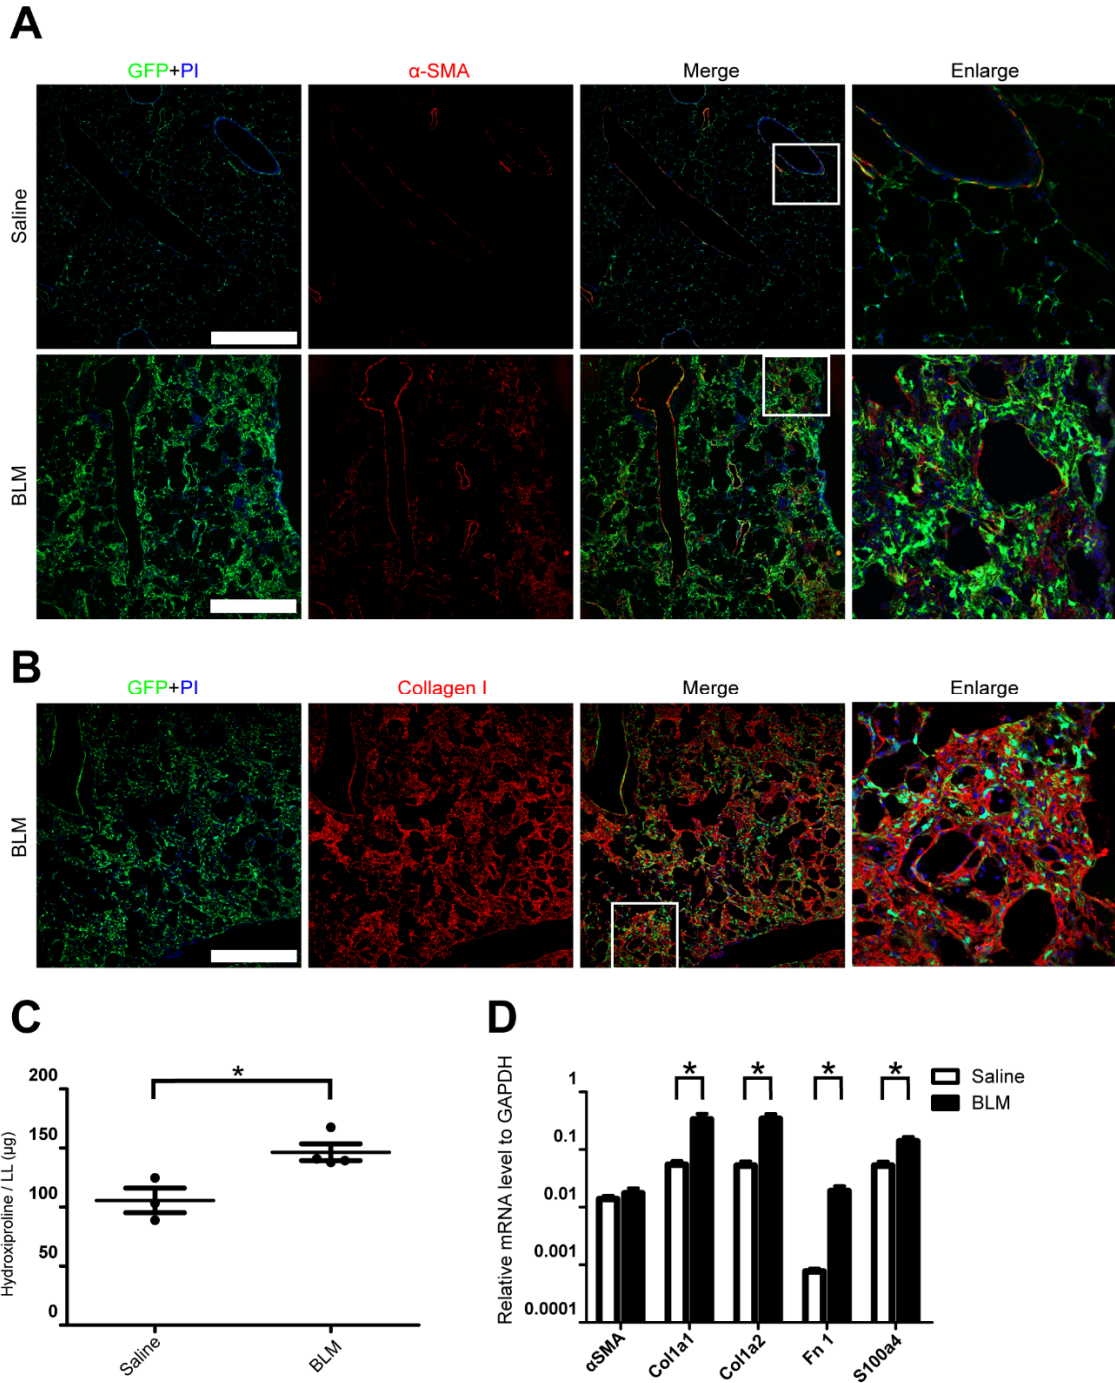 A
GFP+PI
α-SMA
Merge
Enlarge
Saline
BLM
B
GFP+PI
Collagen I
Merge
Enlarge
BLM
C
Hydroxiproline / LL (µg)
200
150
100
50
0
*
Saline
BLM
D
Relative mRNA level to GAPDH
1
0.1
0.01
0.001
0.0001
* * * *
Saline
BLM
αSMA
Col1a1
Col1a2
Fn 1
S100a4